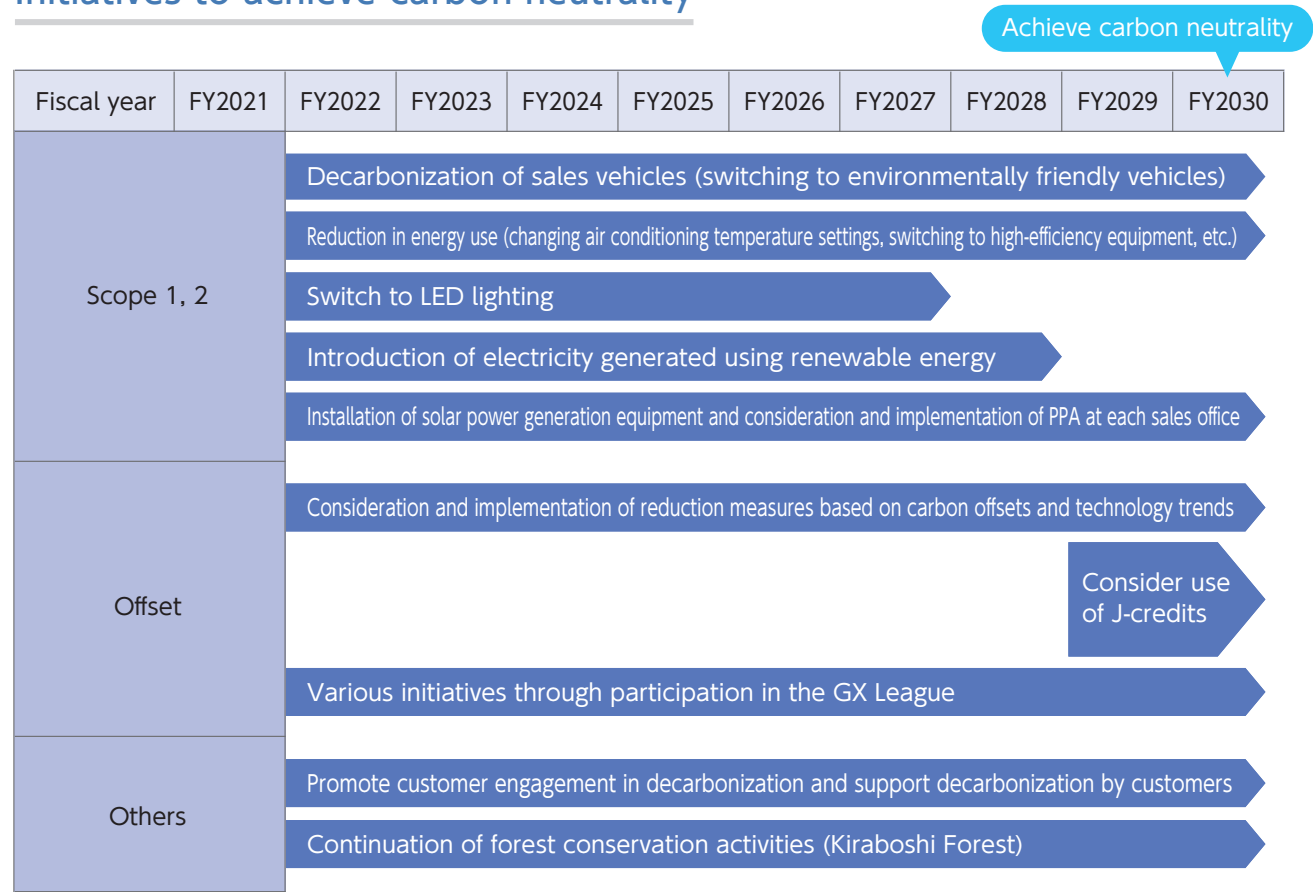 Initiatives to achieve carbon neutrality
Achieve carbon neutrality
Fiscal year FY2021 FY2022 FY2023 FY2024 FY2025 FY2026 FY2027 FY2028 FY2029 FY2030
Scope 1, 2
Decarbonization of sales vehicles (switching to environmentally friendly vehicles)
Reduction in energy use (changing air conditioning temperature settings, switching to high-efficiency equipment, etc.)
Switch to LED lighting
Introduction of electricity generated using renewable energy
Installation of solar power generation equipment and consideration and implementation of PPA at each sales office
Offset
Consideration and implementation of reduction measures based on carbon offsets and technology trends
Consider use
of J-credits
Various initiatives through participation in the GX League
Others
Promote customer engagement in decarbonization and support decarbonization by customers
Continuation of forest conservation activities (Kiraboshi Forest)